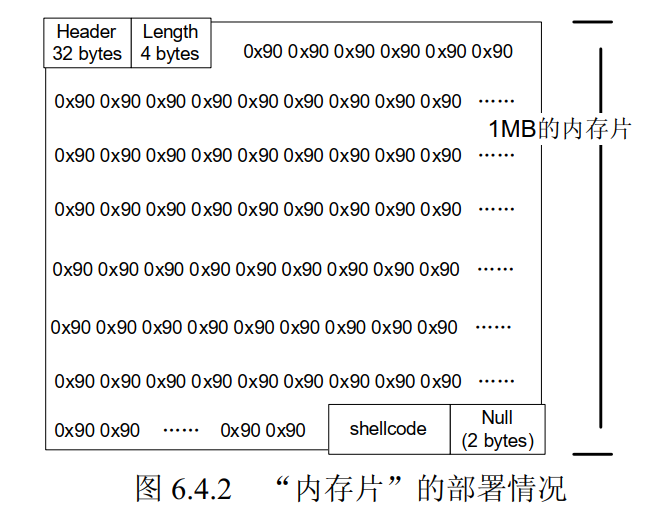 Header
32 bytes
Length
4 bytes
0x90 0x90 0x90 0x90 0x90 0x90
0x90 0x90 0x90 0x90 0x90 0x90 0x90 0x90 0x90 ……
1MB的内存片
0x90 0x90 0x90 0x90 0x90 0x90 0x90 0x90 0x90 ……
0x90 0x90 0x90 0x90 0x90 0x90 0x90 0x90 0x90 ……
0x90 0x90 0x90 0x90 0x90 0x90 0x90 0x90 0x90 ……
0x90 0x90 0x90 0x90 0x90 0x90 0x90 0x90 0x90 ……
0x90 0x90 0x90 0x90 0x90 0x90 0x90 0x90 0x90 ……
0x90 0x90 …… 0x90 0x90
shellcode
Null
(2 bytes)
图 6.4.2 “内存片”的部署情况